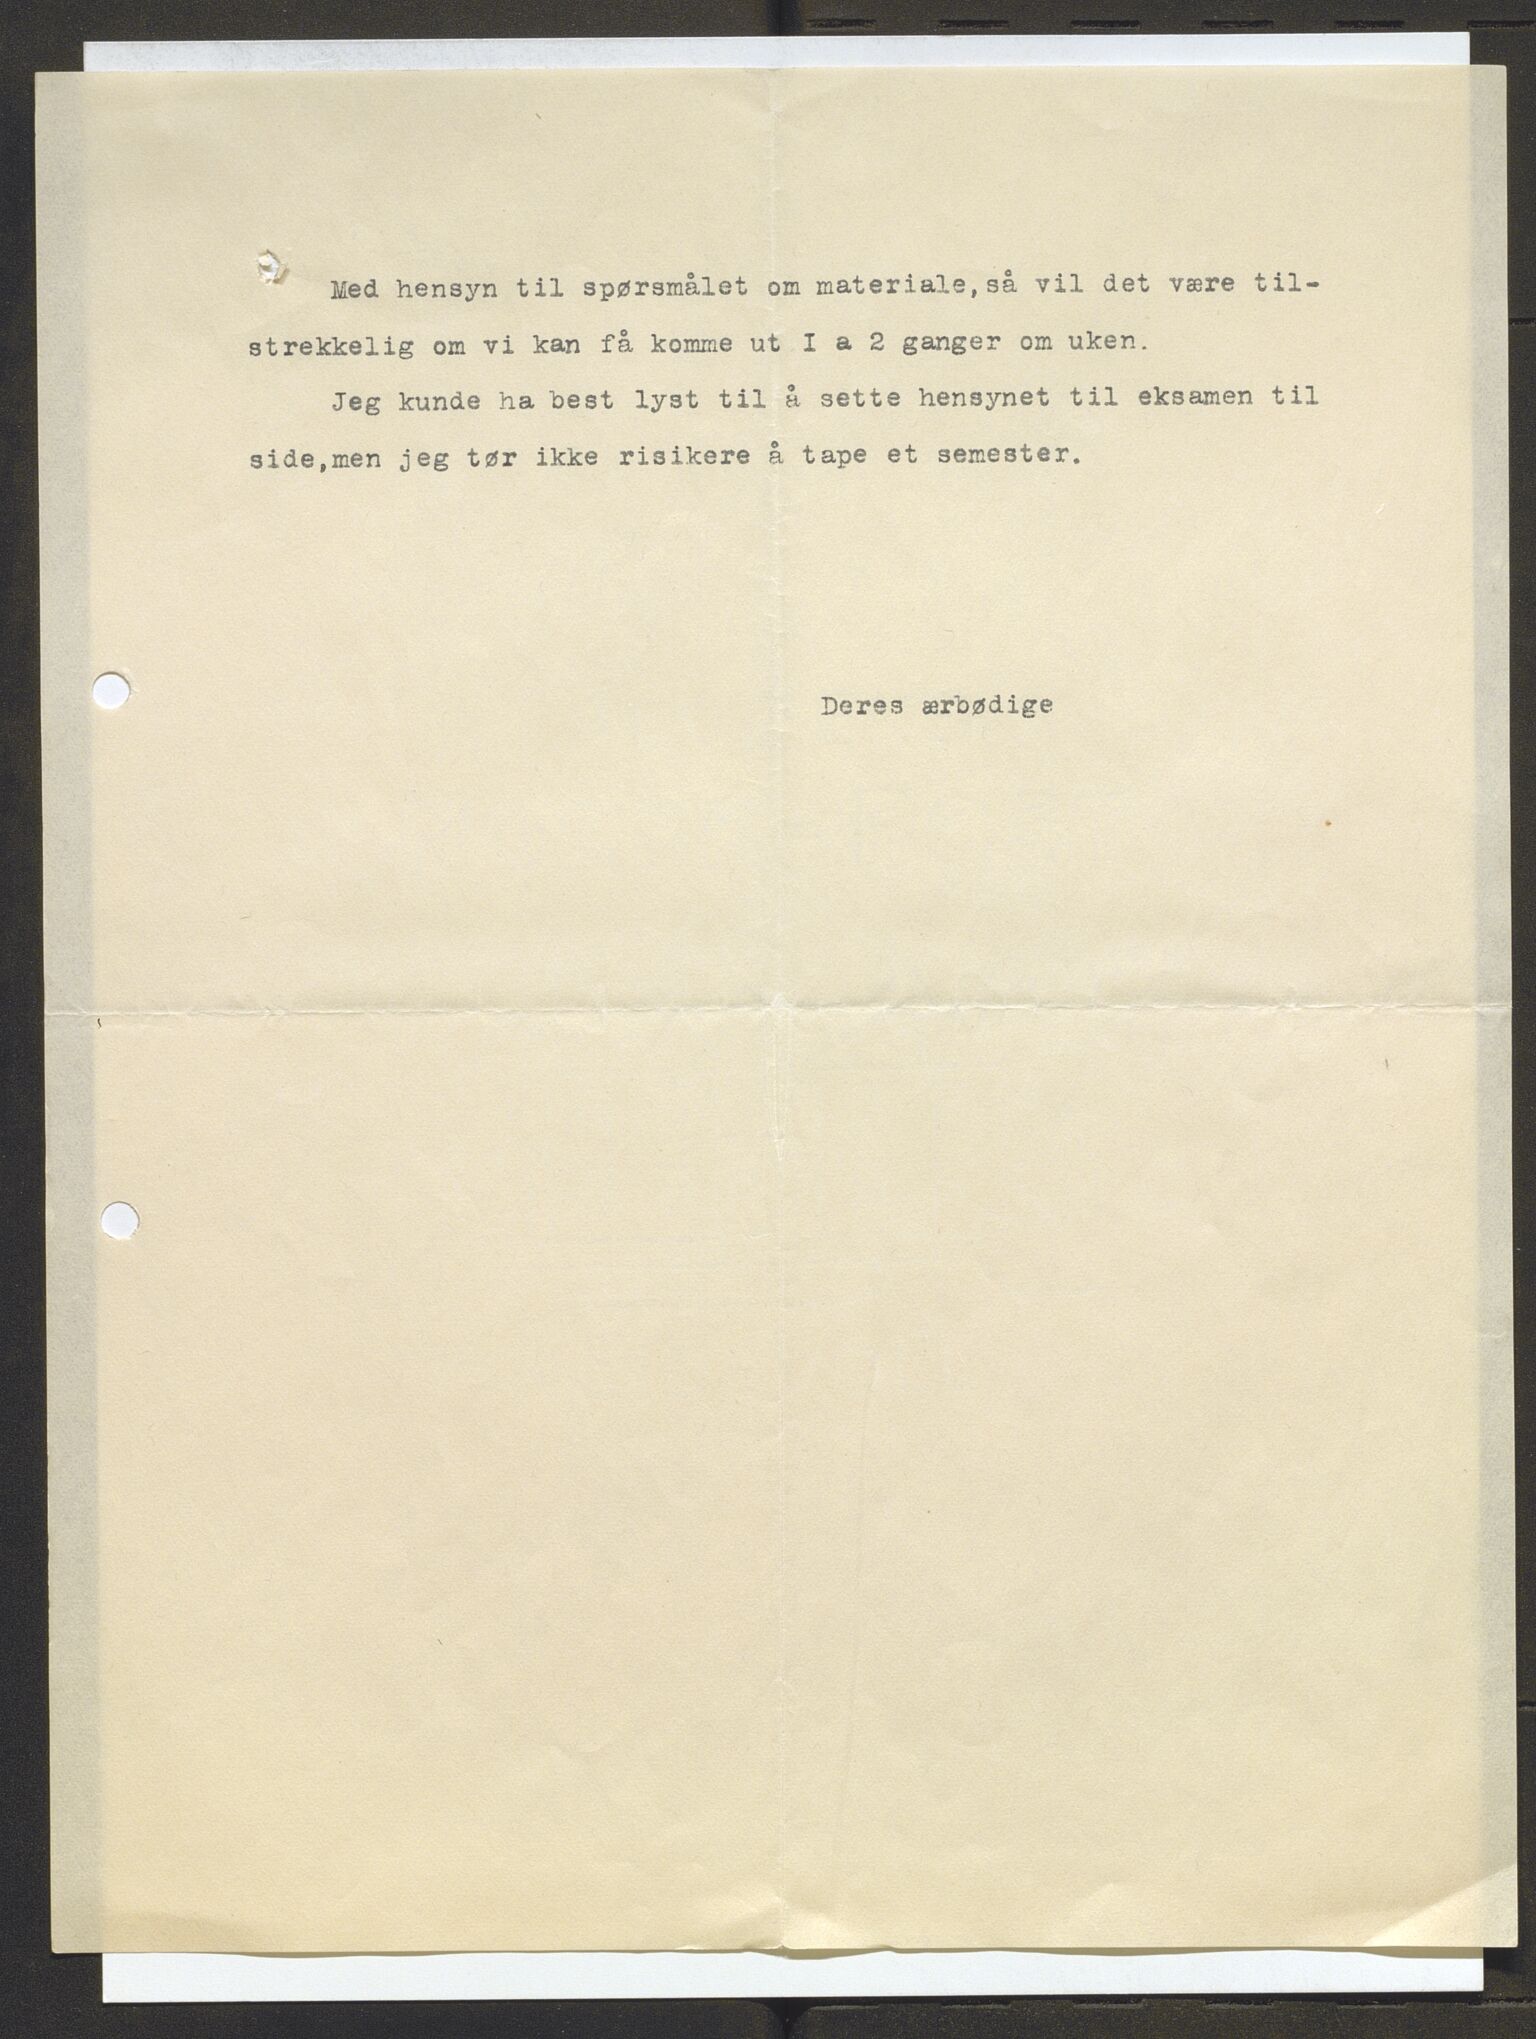 Med hensyn til spørsmålet om materiale,så vil det være til-
strekkelig om vi kan få komme ut I a 2 ganger om uken.
Jeg kunde ha best lyst til å sette hensynet til eksamen til
side,men jeg tør ikke risikere å tape et semester.
Deres ærbødige